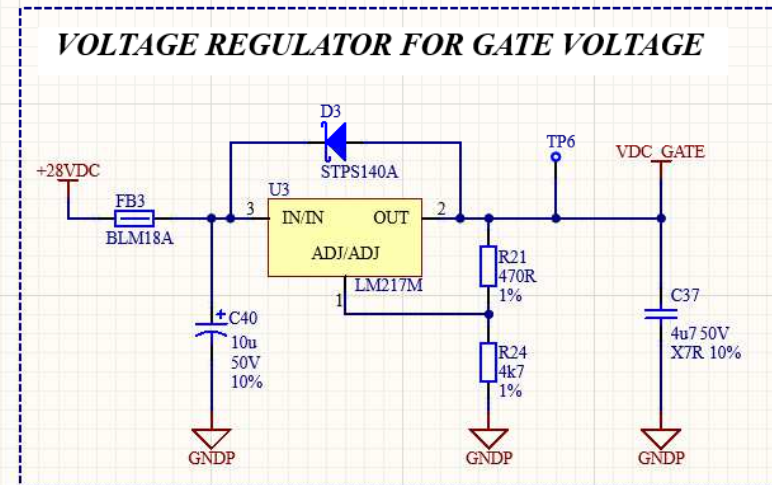 VOLTAGE REGULATOR FOR GATE VOLTAGE
D3
STPS140A
TP6
VDC_GATE
+28VDC
FB3
BLM18A
U3
3
IN/IN
OUT
2
ADJ/ADJ
LM217M
1
R21
470R
1%
+
C40
10u
50V
10%
R24
4k7
1%
C37
4u7 50V
X7R 10%
GNDP
GNDP
GNDP